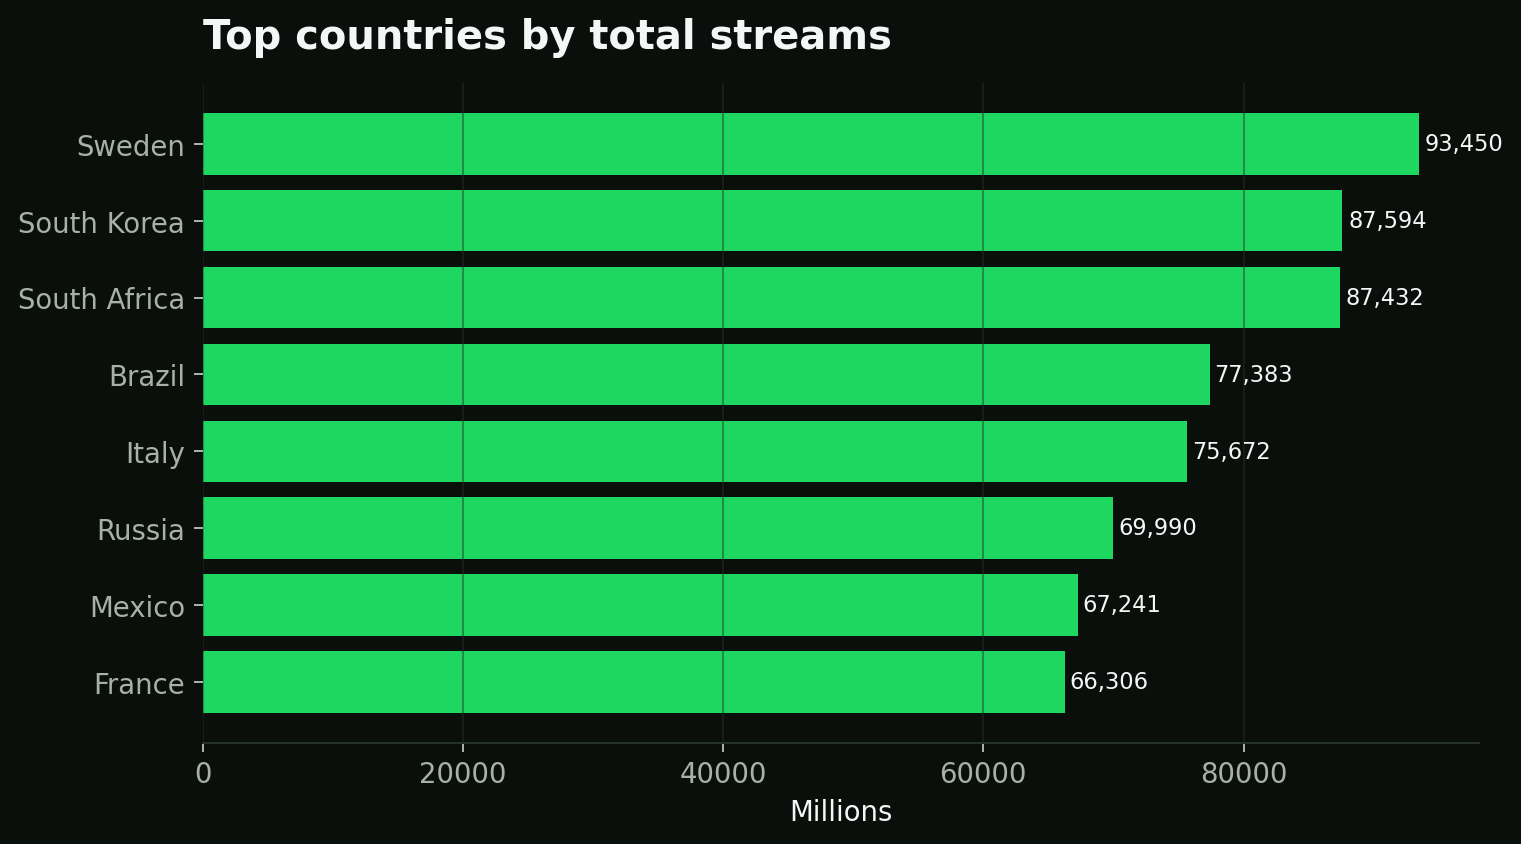 Top countries by total streams
Sweden 93,450
South Korea 87,594
South Africa 87,432
Brazil 77,383
Italy 75,672
Russia 69,990
Mexico 67,241
France 66,306
0 20000 40000 60000 80000
Millions